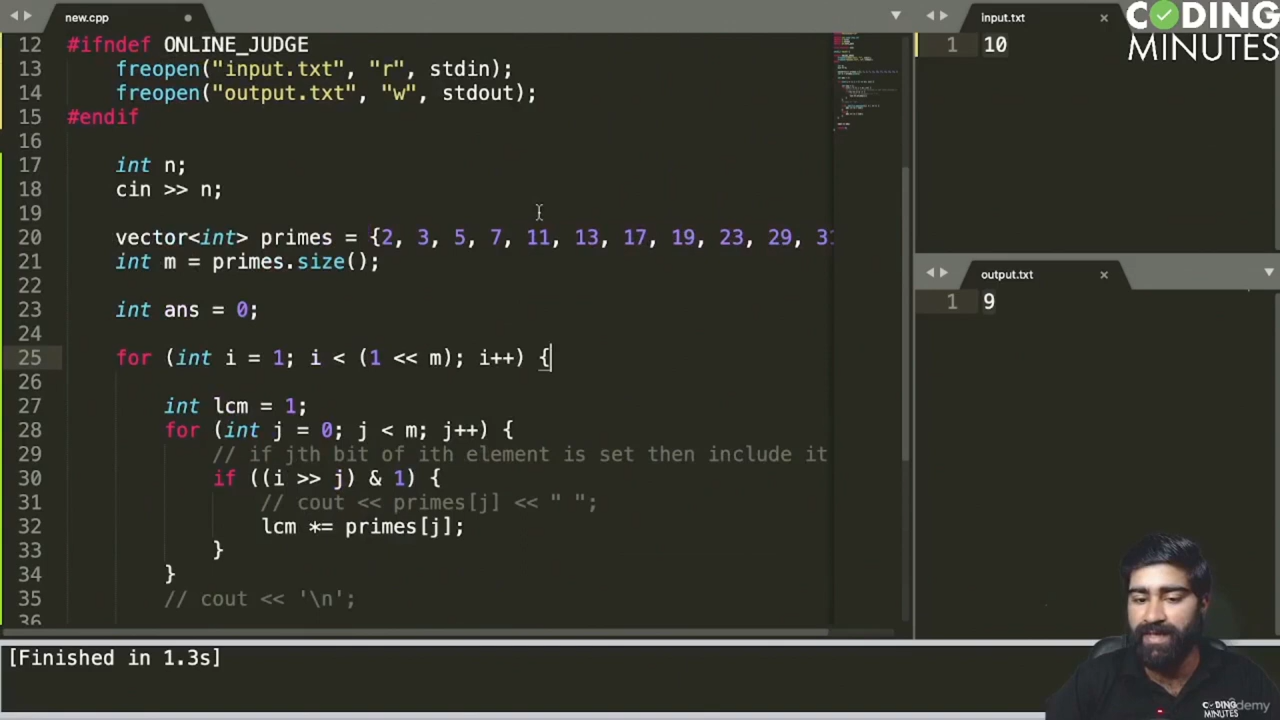 new.cpp
12 #ifndef ONLINE_JUDGE
13 freopen("input.txt", "r", stdin);
14 freopen("output.txt", "w", stdout);
15 #endif
16
17 int n;
18 cin >> n;
19
20 vector<int> primes = {2, 3, 5, 7, 11, 13, 17, 19, 23, 29, 31
21 int m = primes.size();
22
23 int ans = 0;
24
25 for (int i = 1; i < (1 << m); i++) {
26
27 int lcm = 1;
28 for (int j = 0; j < m; j++) {
29 // if jth bit of ith element is set then include it
30 if ((i >> j) & 1) {
31 // cout << primes[j] << " ";
32 lcm *= primes[j];
33 }
34 }
35 // cout << '\n';
36
[Finished in 1.3s]
input.txt
1 10
output.txt
1 9
CODING
MINUTES
CODING
MINUTES